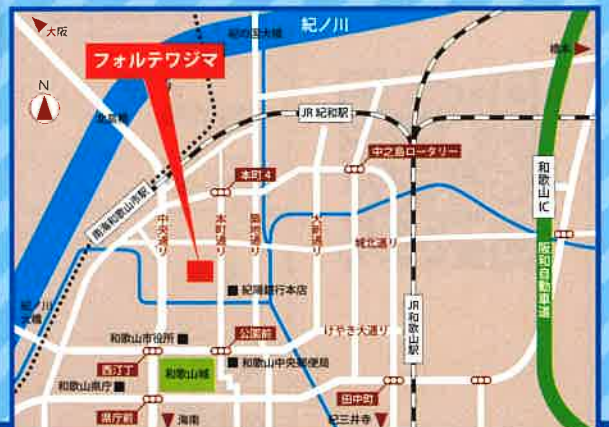 大阪
紀の国大橋
紀ノ川
橋本
フォルテワジマ
N
北島橋
JR 紀和駅
中之島ロータリー
本町 4
和歌山 IC
南海和歌山市駅
中央通り
本町通り
築地通り
大新通り
城北通り
阪和自動車道
紀陽銀行本店
紀ノ川
大橋
JR 和歌山駅
けやき大通り
和歌山市役所
公園前
西汀丁
和歌山城
和歌山中央郵便局
和歌山県庁
田中町
県庁前
海南
紀三井寺